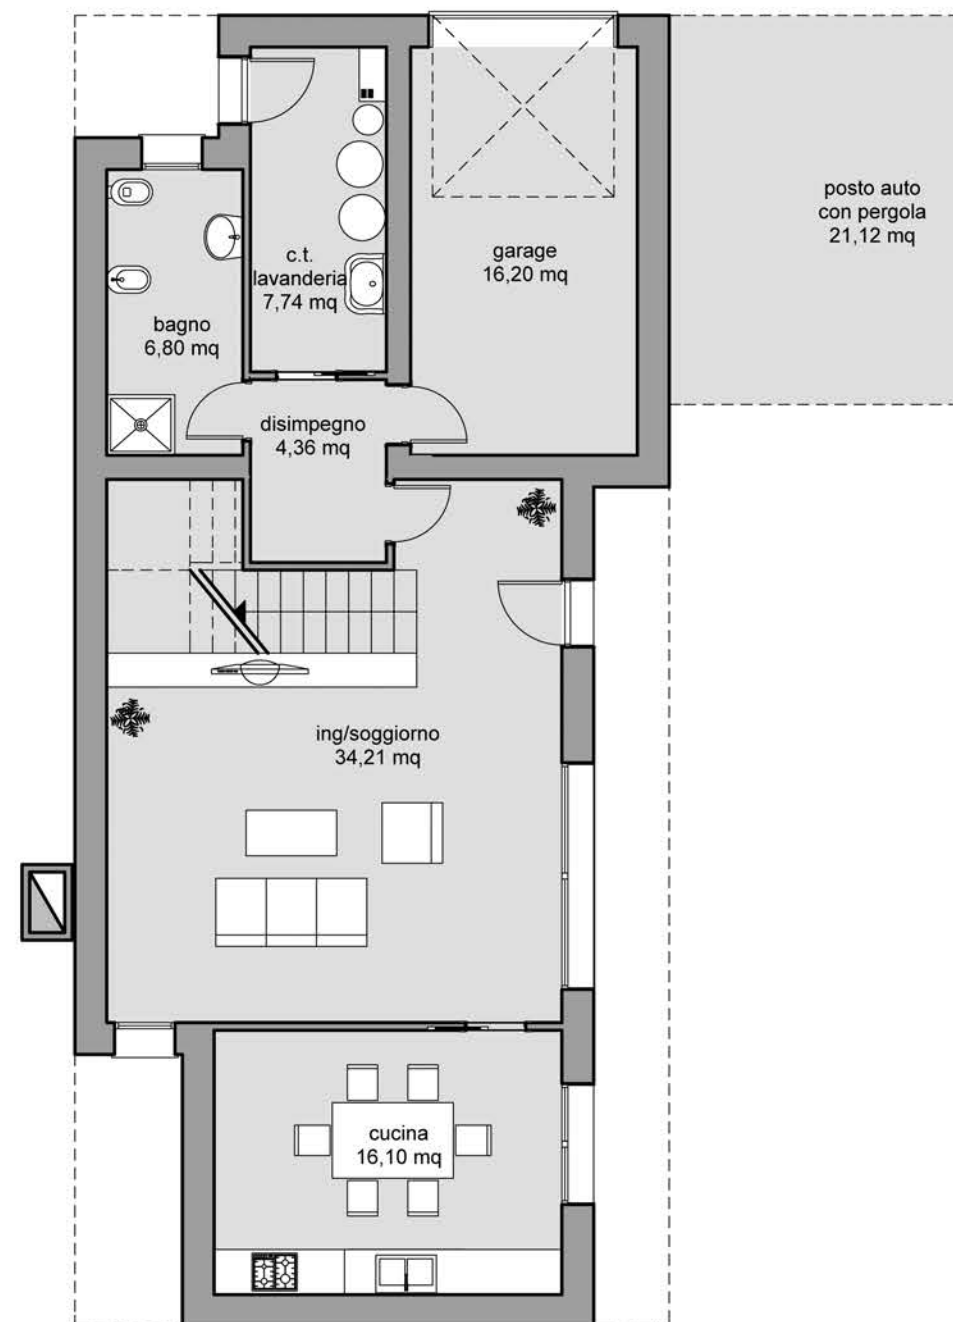 posto auto
con pergola
21,12 mq
garage
16,20 mq
c.t.
lavanderia
7,74 mq
bagno
6,80 mq
disimpegno
4,36 mq
ing/soggiorno
34,21 mq
cucina
16,10 mq